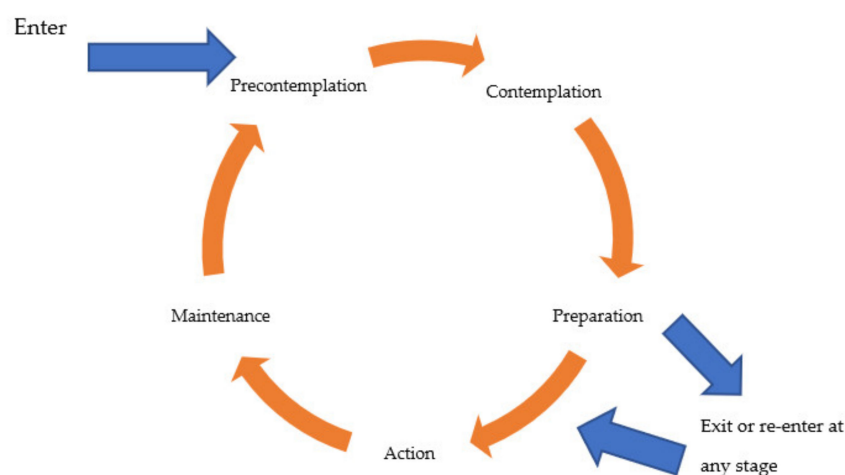 Enter
Precontemplation
Contemplation
Maintenance
Preparation
Exit or re-enter at
any stage
Action